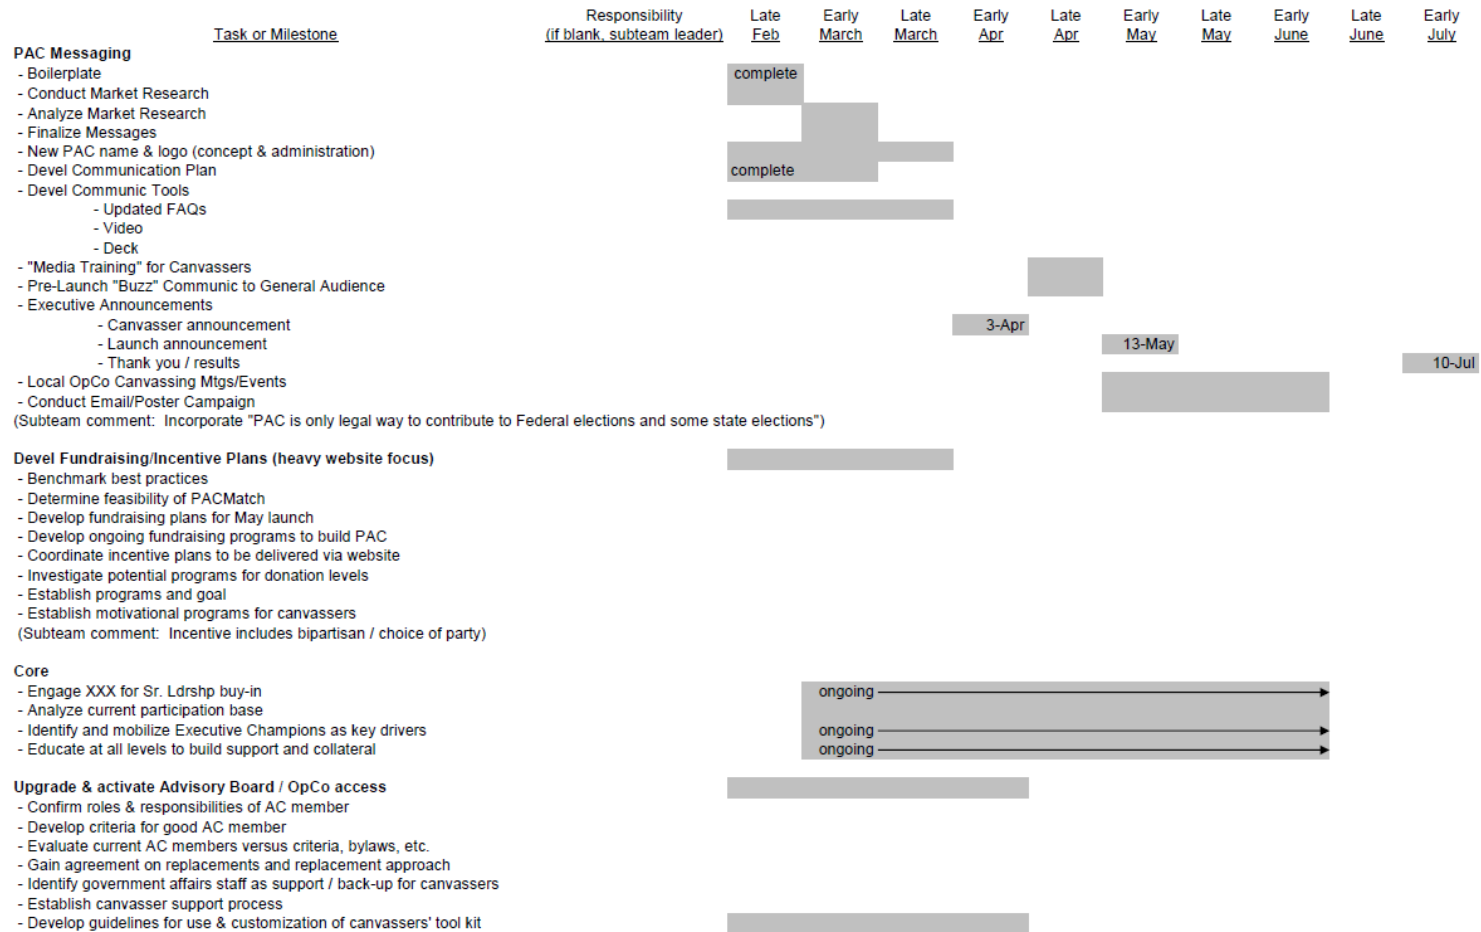 Responsibility Late Early Late Early Late Early Late Early Late Early
Task or Milestone (if blank, subteam leader) Feb March March Apr Apr May May June June July
PAC Messaging
- Boilerplate complete
- Conduct Market Research
- Analyze Market Research
- Finalize Messages
- New PAC name & logo (concept & administration)
- Devel Communication Plan complete
- Devel Communic Tools
- Updated FAQs
- Video
- Deck
- "Media Training" for Canvassers
- Pre-Launch "Buzz" Communic to General Audience
- Executive Announcements
- Canvasser announcement 3-Apr
- Launch announcement 13-May
- Thank you / results 10-Jul
- Local OpCo Canvassing Mtgs/Events
- Conduct Email/Poster Campaign
(Subteam comment: Incorporate "PAC is only legal way to contribute to Federal elections and some state elections")
Devel Fundraising/Incentive Plans (heavy website focus)
- Benchmark best practices
- Determine feasibility of PACMatch
- Develop fundraising plans for May launch
- Develop ongoing fundraising programs to build PAC
- Coordinate incentive plans to be delivered via website
- Investigate potential programs for donation levels
- Establish programs and goal
- Establish motivational programs for canvassers
(Subteam comment: Incentive includes bipartisan / choice of party)
Core
- Engage XXX for Sr. Ldrshp buy-in ongoing
- Analyze current participation base
- Identify and mobilize Executive Champions as key drivers ongoing
- Educate at all levels to build support and collateral ongoing
Upgrade & activate Advisory Board / OpCo access
- Confirm roles & responsibilities of AC member
- Develop criteria for good AC member
- Evaluate current AC members versus criteria, bylaws, etc.
- Gain agreement on replacements and replacement approach
- Identify government affairs staff as support / back-up for canvassers
- Establish canvasser support process
- Develop guidelines for use & customization of canvassers' tool kit